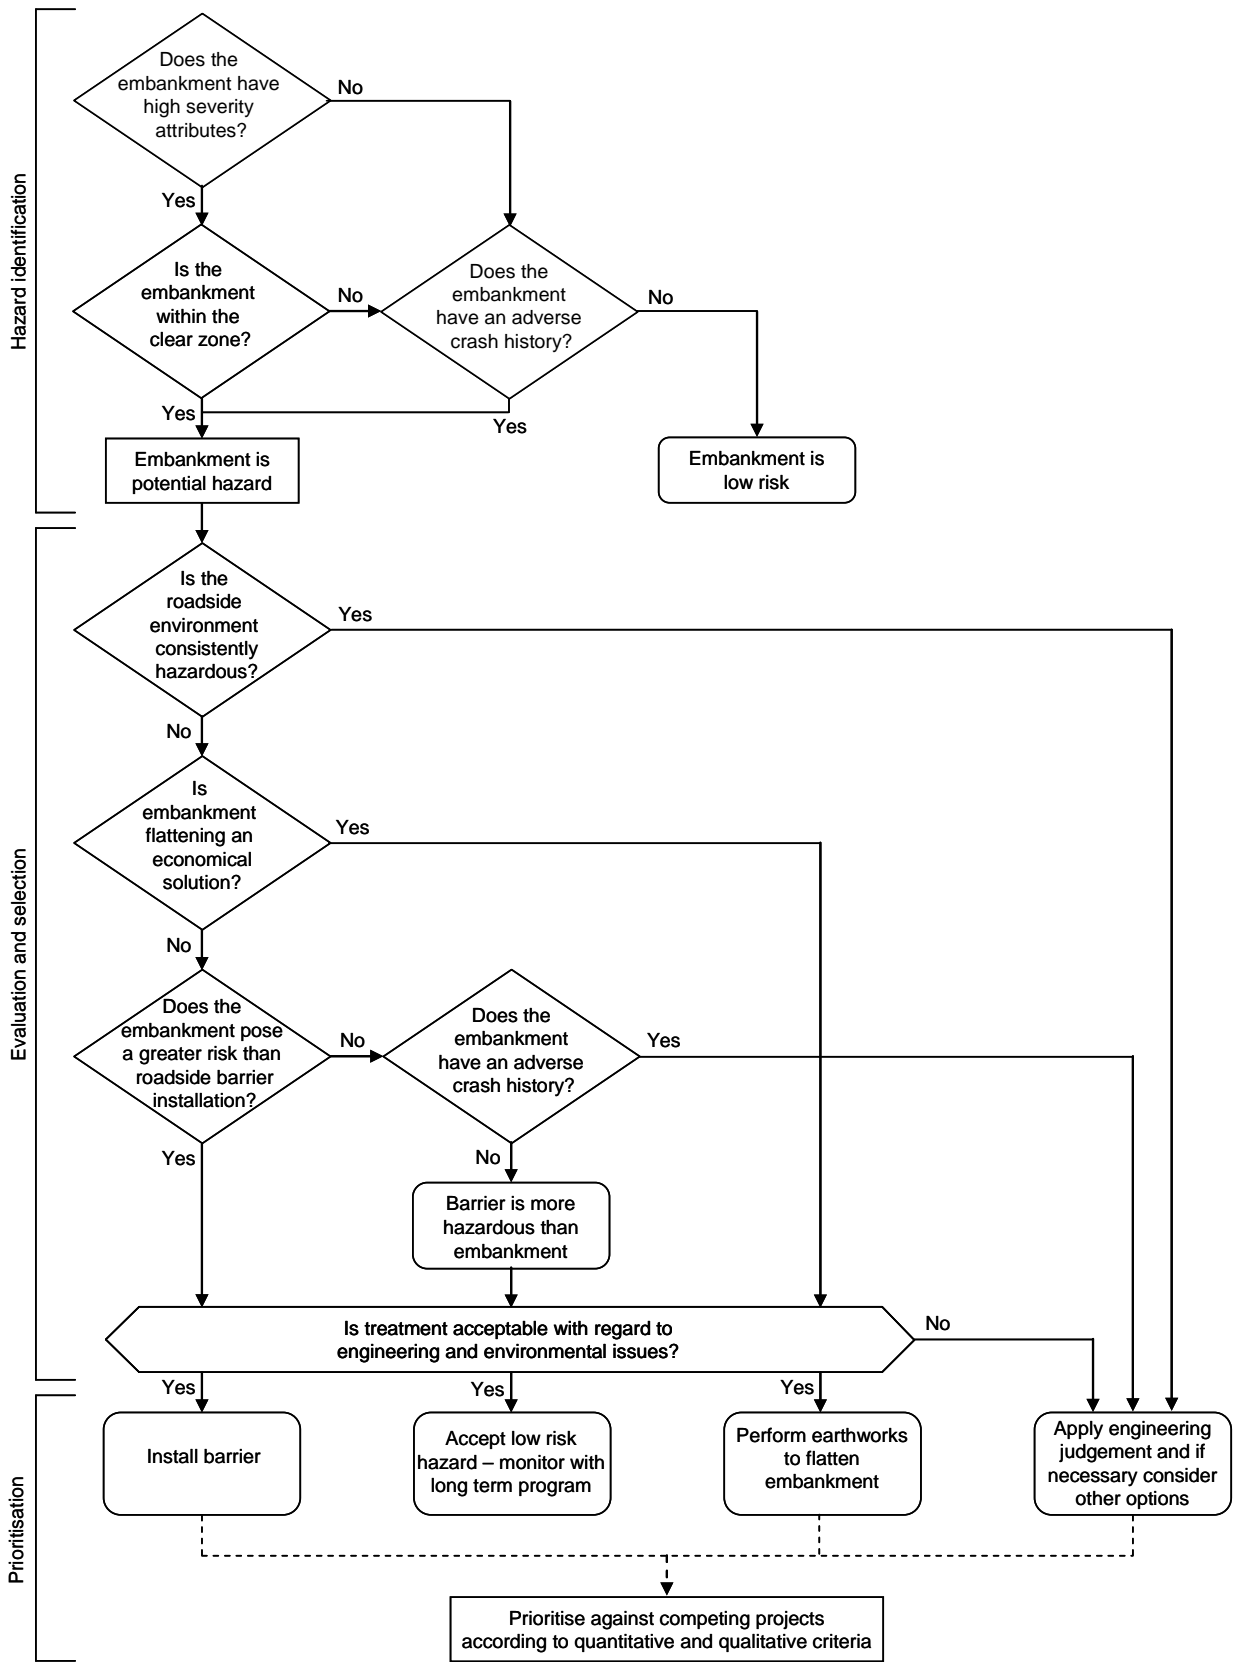 Hazard identification
Does the
embankment have
high severity
attributes?
No
Yes
Is the
embankment
within the
clear zone?
No
Does the
embankment
have an adverse
crash history?
No
Yes
Yes
Embankment is
potential hazard
Embankment is
low risk
Evaluation and selection
Is the
roadside
environment
consistently
hazardous?
Yes
No
Is
embankment
flattening an
economical
solution?
Yes
No
Does the
embankment pose
a greater risk than
roadside barrier
installation?
No
Does the
embankment
have an adverse
crash history?
Yes
Yes
No
Barrier is more
hazardous than
embankment
Is treatment acceptable with regard to
engineering and environmental issues?
No
Yes
Yes
Yes
Prioritisation
Install barrier
Accept low risk
hazard – monitor with
long term program
Perform earthworks
to flatten
embankment
Apply engineering
judgement and if
necessary consider
other options
Prioritise against competing projects
according to quantitative and qualitative criteria